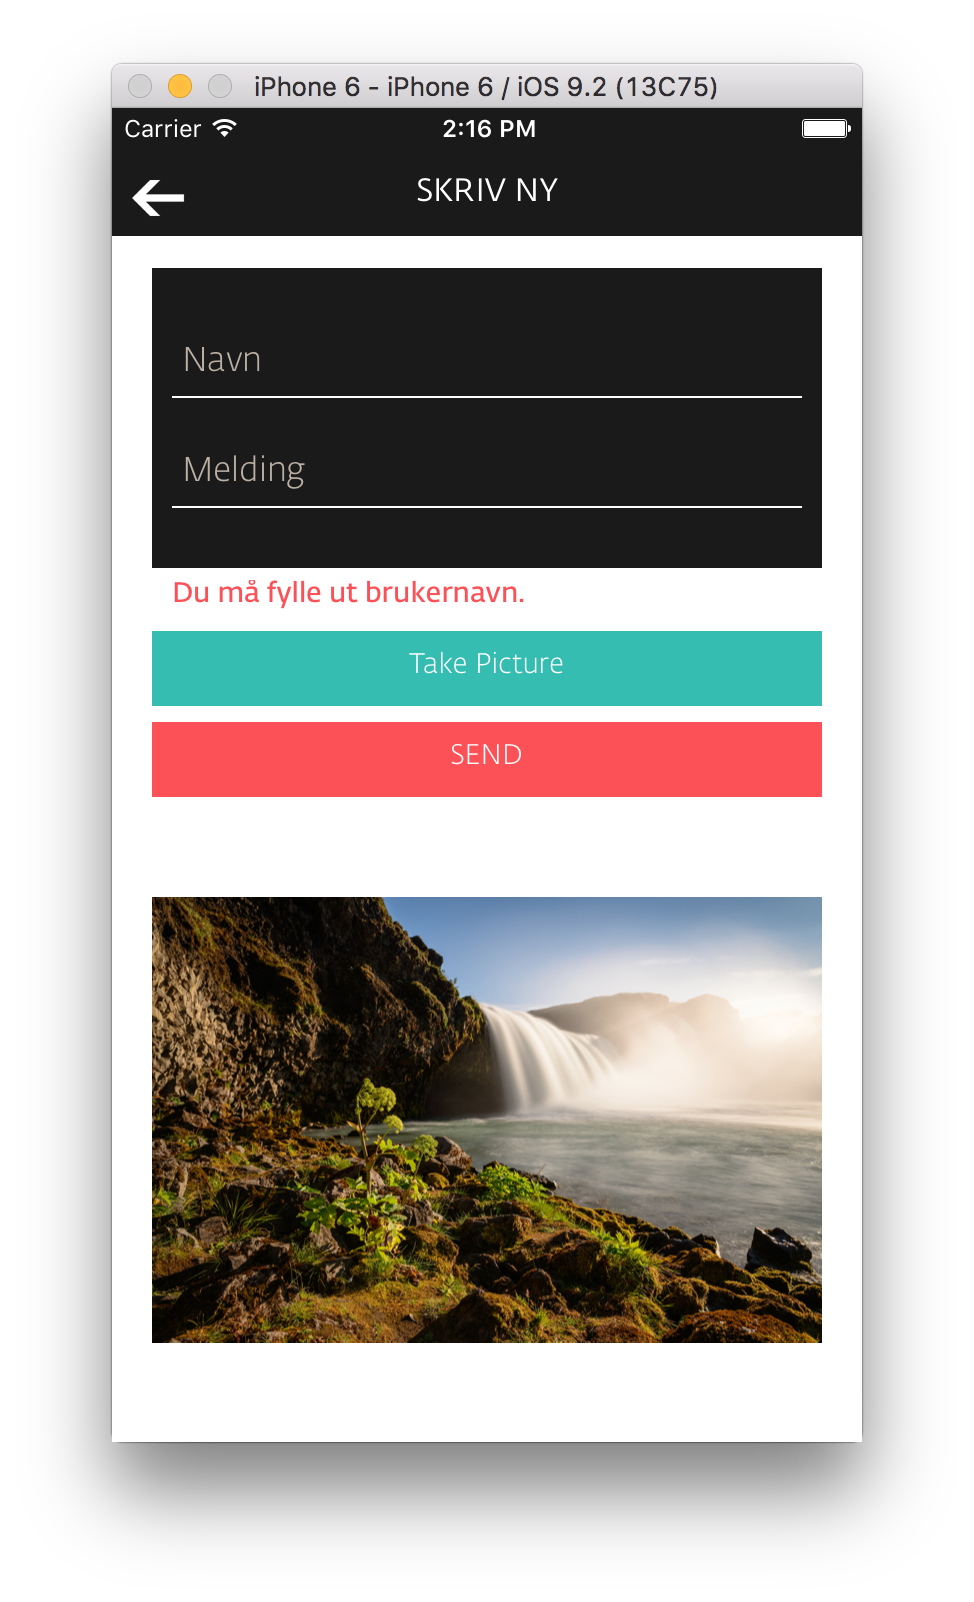 iPhone 6 - iPhone 6 / iOS 9.2 (13C75)
Carrier 2:16 PM
SKRIV NY
Navn
Melding
Du må fylle ut brukernavn.
Take Picture
SEND